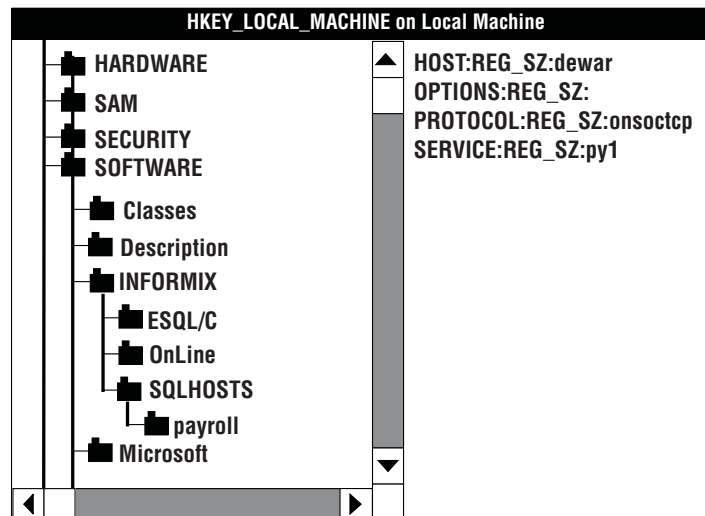 HKEY_LOCAL_MACHINE on Local Machine
HARDWARE
SAM
SECURITY
SOFTWARE
Classes
Description
INFORMIX
ESQL/C
OnLine
SQLHOSTS
payroll
Microsoft
HOST:REG_SZ:dewar
OPTIONS:REG_SZ:
PROTOCOL:REG_SZ:onsoctcp
SERVICE:REG_SZ:py1